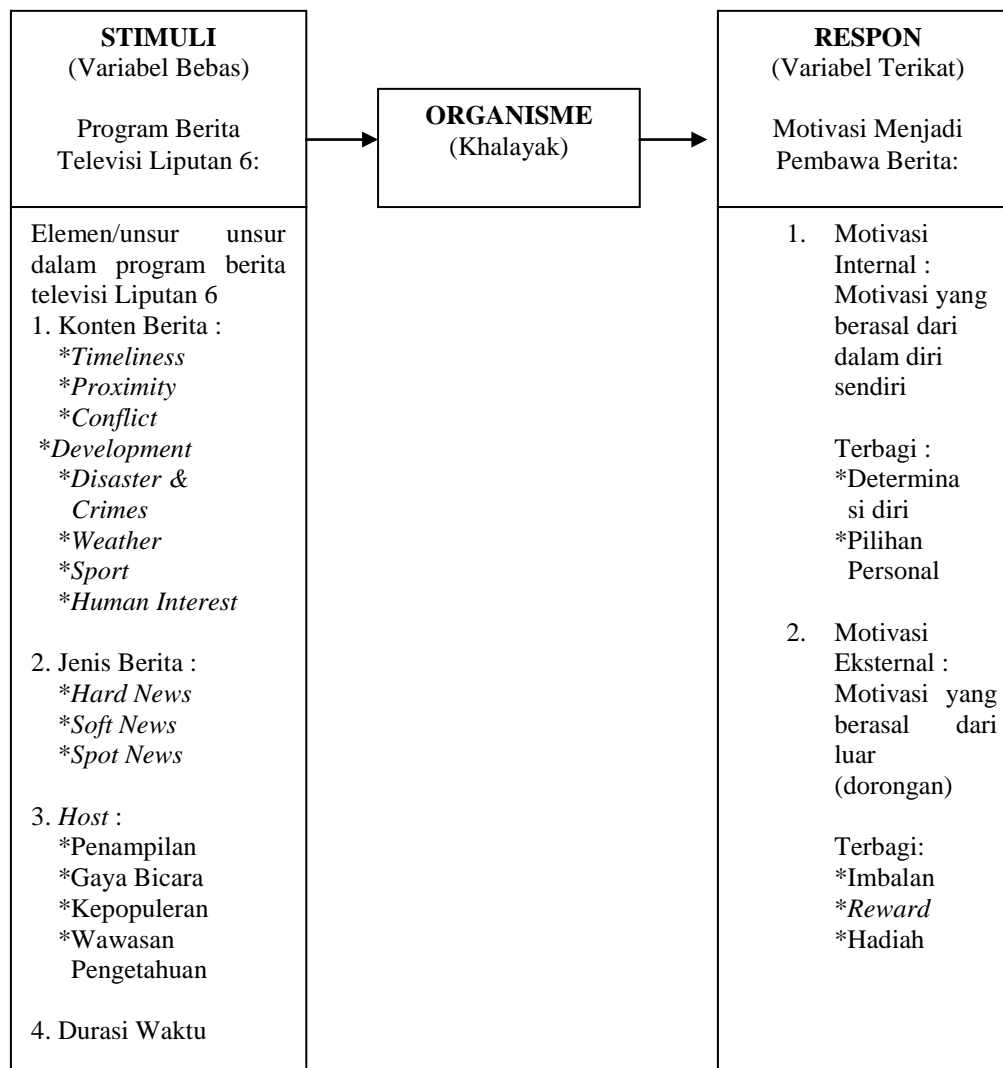 STIMULI
(Variabel Bebas)
Program Berita
Televisi Liputan 6:
Elemen/unsur unsur
dalam program berita
televisi Liputan 6
1. Konten Berita :
*Timeliness
*Proximity
*Conflict
*Development
*Disaster &
Crimes
*Weather
*Sport
*Human Interest
2. Jenis Berita :
*Hard News
*Soft News
*Spot News
3. Host :
*Penampilan
*Gaya Bicara
*Kepopuleran
*Wawasan
Pengetahuan
4. Durasi Waktu
ORGANISME
(Khalayak)
RESPON
(Variabel Terikat)
Motivasi Menjadi
Pembawa Berita:
1. Motivasi
Internal :
Motivasi yang
berasal dari
dalam diri
sendiri
Terbagi :
*Determina
si diri
*Pilihan
Personal
2. Motivasi
Eksternal :
Motivasi yang
berasal dari
luar
(dorongan)
Terbagi:
*Imbalan
*Reward
*Hadiah